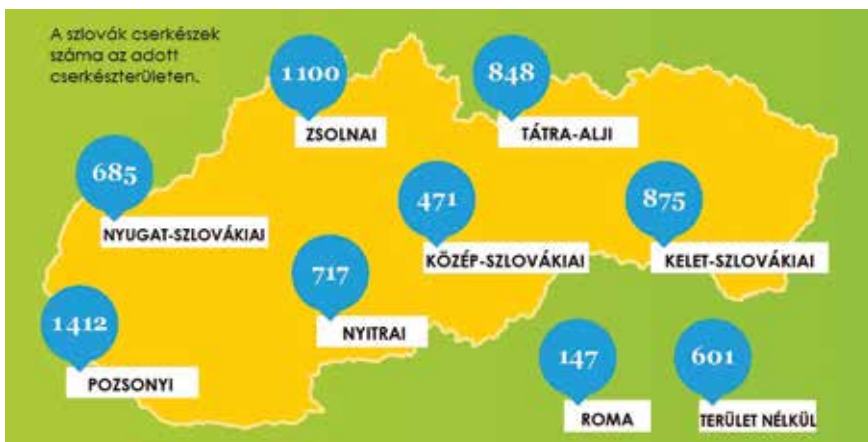 A szlovák cserkészek
száma az adott
cserkészterületen.
1100
ZSOLNAI
848
TÁTRA-ALJI
685
NYUGAT-SZLOVÁKIAI
471
KÖZÉP-SZLOVÁKIAI
875
KELET-SZLOVÁKIAI
717
NYITRAI
1412
POZSONYI
147
ROMA
601
TERÜLET NÉLKÜL